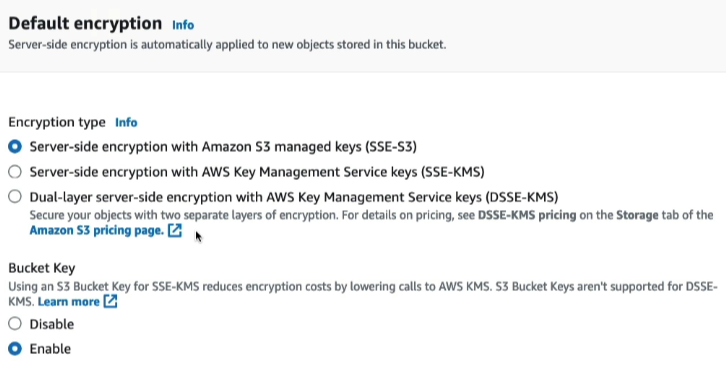 Default encryption Info
Server-side encryption is automatically applied to new objects stored in this bucket.
Encryption type Info
Server-side encryption with Amazon S3 managed keys (SSE-S3)
Server-side encryption with AWS Key Management Service keys (SSE-KMS)
Dual-layer server-side encryption with AWS Key Management Service keys (DSSE-KMS)
Secure your objects with two separate layers of encryption. For details on pricing, see DSSE-KMS pricing on the Storage tab of the
Amazon S3 pricing page.
Bucket Key
Using an S3 Bucket Key for SSE-KMS reduces encryption costs by lowering calls to AWS KMS. S3 Bucket Keys aren't supported for DSSE-
KMS. Learn more
Disable
Enable